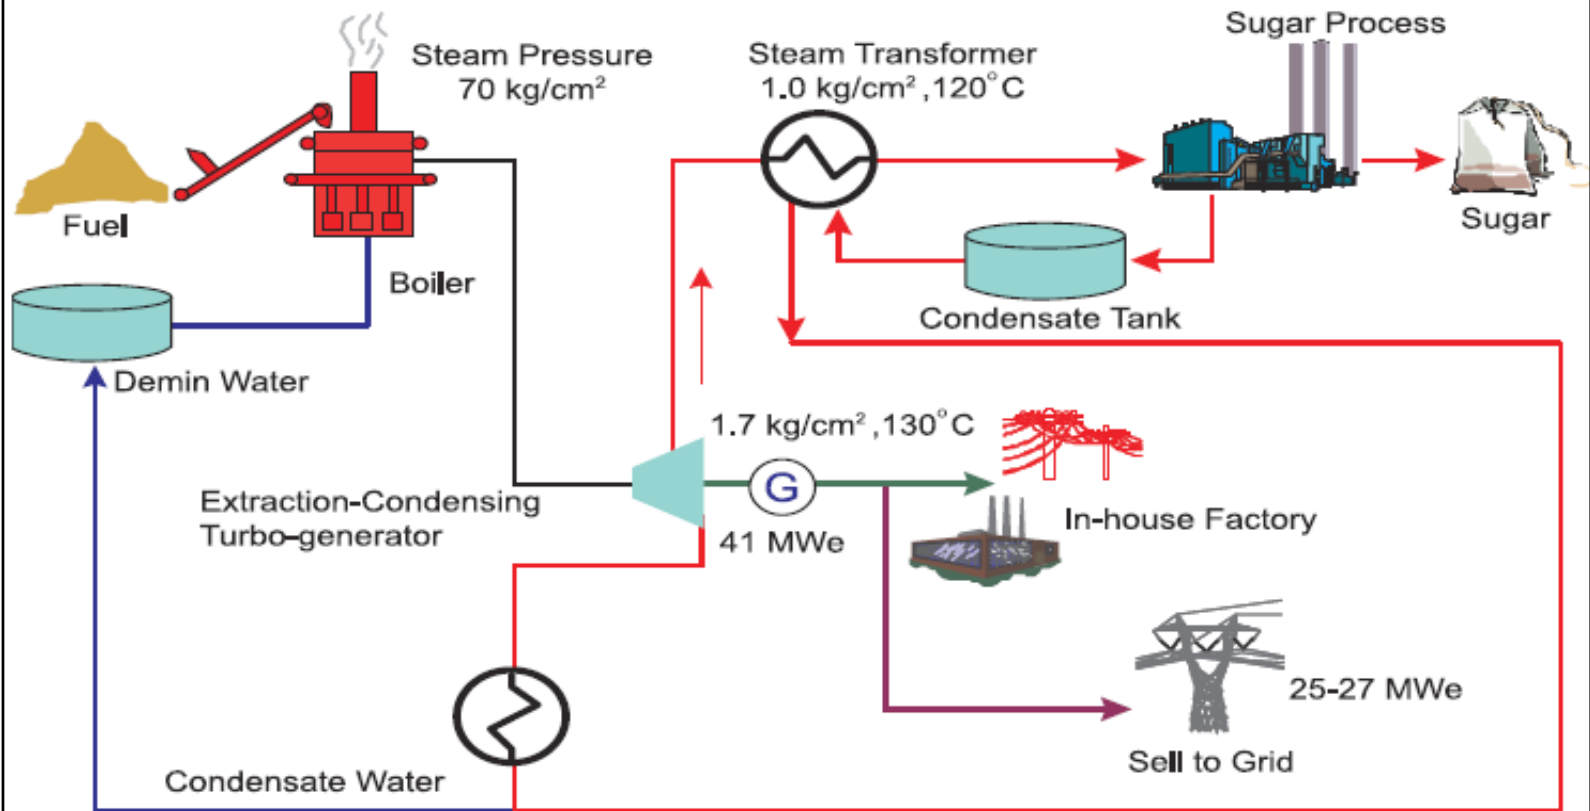 Sugar Process
Steam Pressure
70 kg/cm²
Steam Transformer
1.0 kg/cm² ,120°C
Fuel
Sugar
Boiler
Condensate Tank
Demin Water
1.7 kg/cm² ,130°C
G
Extraction-Condensing
Turbo-generator
41 MWe
In-house Factory
25-27 MWe
Sell to Grid
Condensate Water